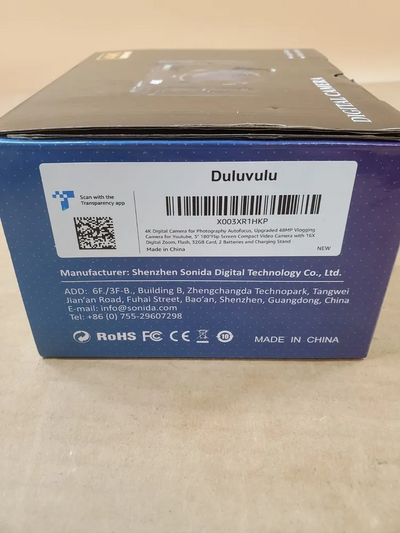 DIGITAL CAMERA
Duluvulu
Scan with the
Transparency app
X003XR1HKP
4K Digital Camera for Photography Autofocus, Upgraded 48MP Vlogging
Camera for Youtube, 3" 180°Flip Screen Compact Video Camera with 16X
Digital Zoom, Flash, 32GB Card, 2 Batteries and Charging Stand
Made in China
NEW
Manufacturer: Shenzhen Sonida Digital Technology Co., Ltd.
ADD: 6F./3F-B., Building B, Zhengchangda Technopark, Tangwei
Jian'an Road, Fuhai Street, Bao'an, Shenzhen, Guangdong, China
E-mail: info@sonida.com
Tel: +86 (0) 755-29607298
RoHS FC CE 10 MADE IN CHINA